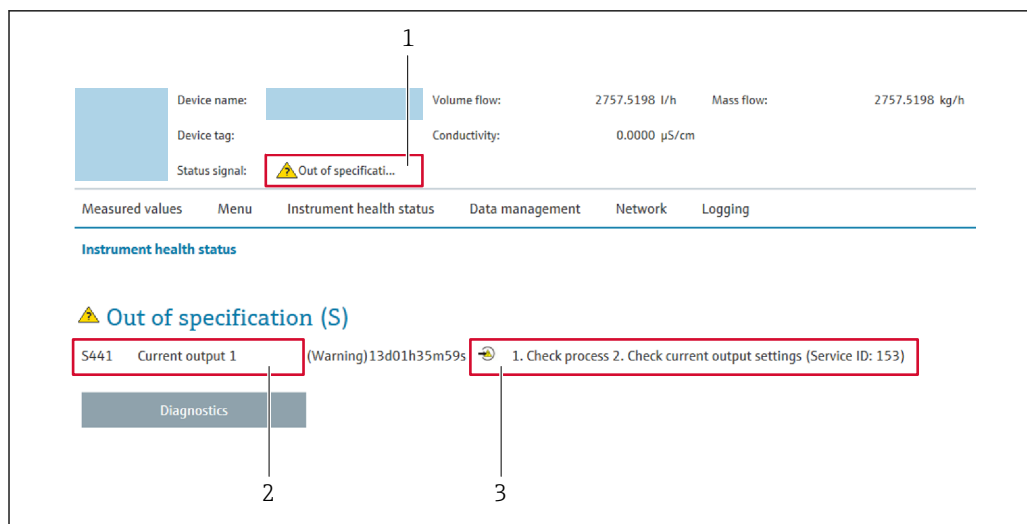 1
Device name: Volume flow: 2757.5198 l/h Mass flow: 2757.5198 kg/h
Device tag: Conductivity: 0.0000 µS/cm
Status signal: Out of specificati...
Measured values Menu Instrument health status Data management Network Logging
Instrument health status
Out of specification (S)
S441 Current output 1 (Warning)13d01h35m59s 1. Check process 2. Check current output settings (Service ID: 153)
Diagnostics
2 3